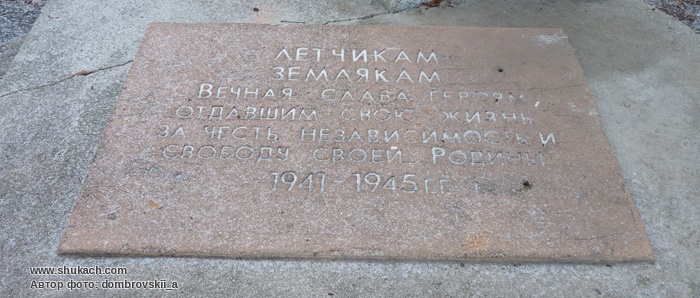 ЛЕТЧИКАМ
ЗЕМЛЯКАМ
ВЕЧНАЯ СЛАВА ГЕРОЯМ,
ОТДАВШИМ СВОЮ ЖИЗНЬ
ЗА ЧЕСТЬ НЕЗАВИСИМОСТЬ И
СВОБОДУ СВОЕЙ РОДИНЫ
1941 - 1945 Г.Г.
www.shukach.com
Автор фото: dombrovskii_a